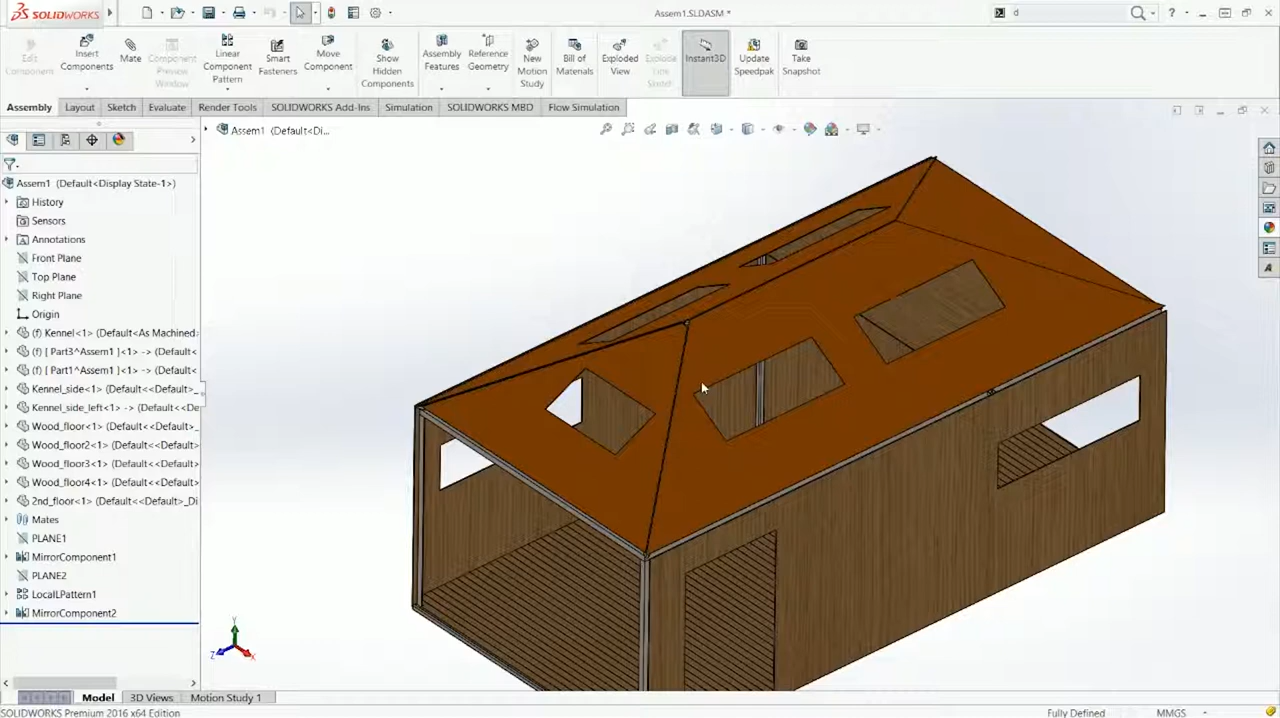 SOLIDWORKS
Assem1.SLDASM *
d
Edit Component
Insert Components
Mate
Component Preview Window
Linear Component Pattern
Smart Fasteners
Move Component
Show Hidden Components
Assembly Features
Reference Geometry
New Motion Study
Bill of Materials
Exploded View
Explode Line Sketch
Instant3D
Update Speedpak
Take Snapshot
Assembly Layout Sketch Evaluate Render Tools SOLIDWORKS Add-Ins Simulation SOLIDWORKS MBD Flow Simulation
Assem1 (Default<Di...
Assem1 (Default<Display State-1>)
History
Sensors
Annotations
Front Plane
Top Plane
Right Plane
Origin
(f) Kennel<1> (Default<As Machined
(f) [ Part3^Assem1 ]<1> -> (Default<
(f) [ Part1^Assem1 ]<1> -> (Default<
Kennel_side<1> (Default<<Default>_
Kennel_side_left<1> -> (Default<<De
Wood_floor<1> (Default<<Default>_
Wood_floor2<1> (Default<<Default>
Wood_floor3<1> (Default<<Default>
Wood_floor4<1> (Default<<Default>
2nd_floor<1> (Default<<Default>_Di
Mates
PLANE1
MirrorComponent1
PLANE2
LocalLPattern1
MirrorComponent2
Y
Z
X
Model 3D Views Motion Study 1
SOLIDWORKS Premium 2016 x64 Edition
Fully Defined
MMGS